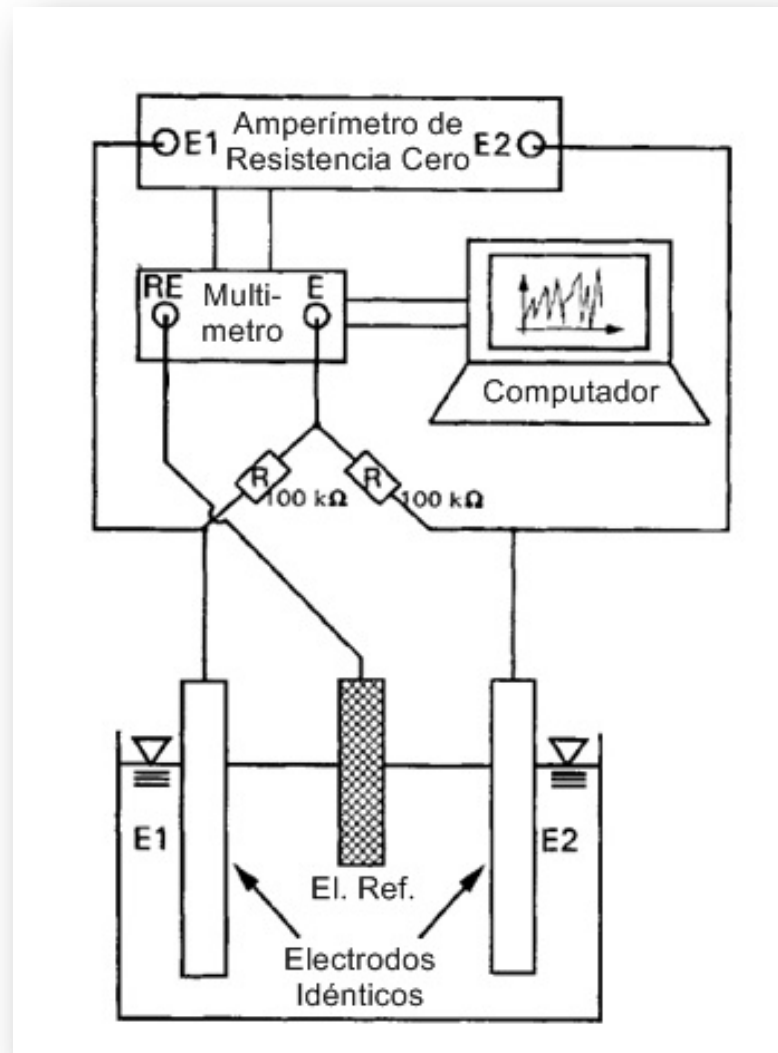 E1 Amperímetro de E2
Resistencia Cero
RE Multi- E
metro
Computador
R R
100 kΩ 100 kΩ
E1 E2
El. Ref.
Electrodos
Idénticos